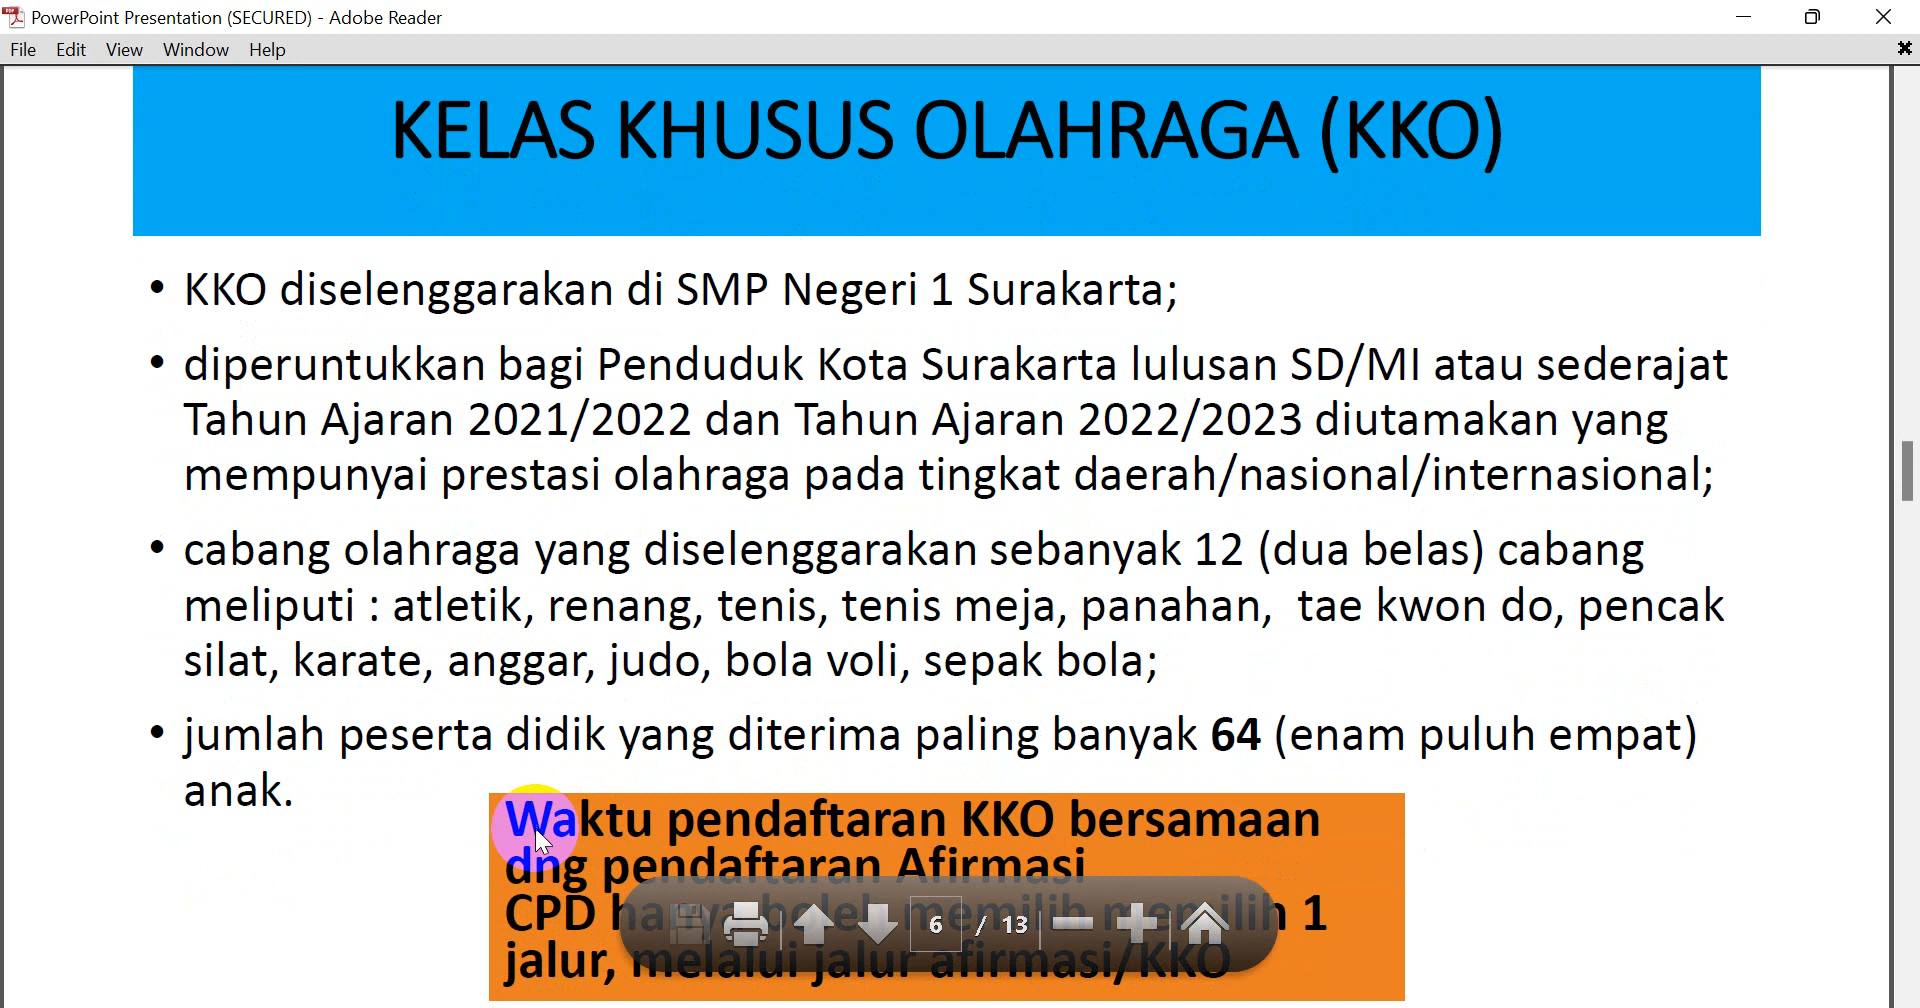 PowerPoint Presentation (SECURED) - Adobe Reader
File Edit View Window Help
KELAS KHUSUS OLAHRAGA (KKO)
• KKO diselenggarakan di SMP Negeri 1 Surakarta;
• diperuntukkan bagi Penduduk Kota Surakarta lulusan SD/MI atau sederajat
Tahun Ajaran 2021/2022 dan Tahun Ajaran 2022/2023 diutamakan yang
mempunyai prestasi olahraga pada tingkat daerah/nasional/internasional;
• cabang olahraga yang diselenggarakan sebanyak 12 (dua belas) cabang
meliputi : atletik, renang, tenis, tenis meja, panahan, tae kwon do, pencak
silat, karate, anggar, judo, bola voli, sepak bola;
• jumlah peserta didik yang diterima paling banyak 64 (enam puluh empat)
anak.
Waktu pendaftaran KKO bersamaan
dng pendaftaran Afirmasi
CPD hanya boleh memilih memilih 1
jalur, melalui jalur afirmasi/KKO
6 / 13